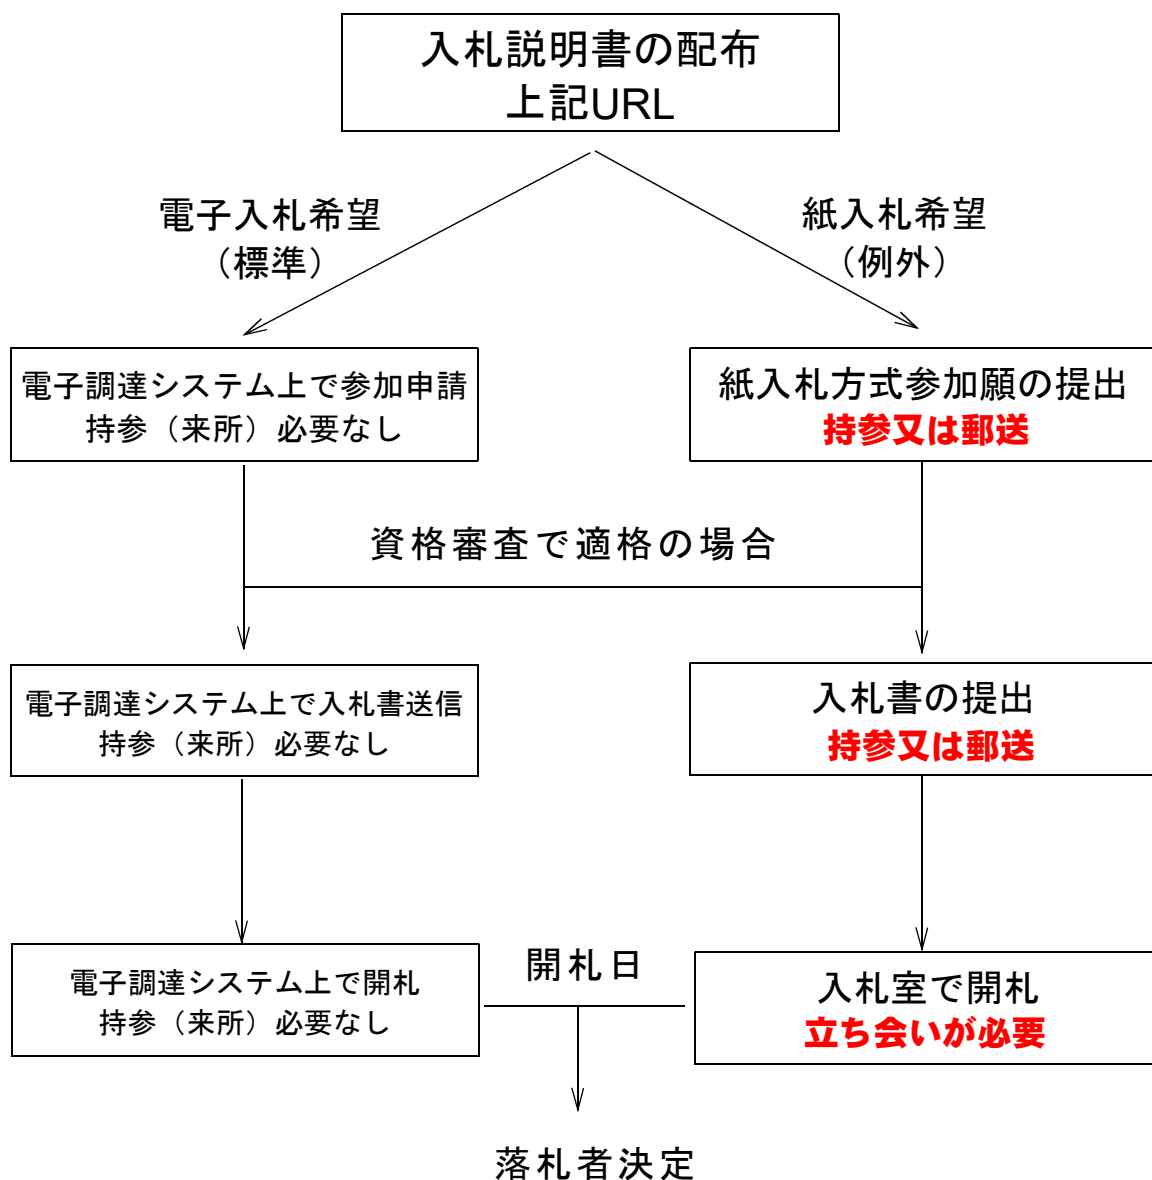 入札説明書の配布
上記URL
電子入札希望
（標準）
紙入札希望
（例外）
電子調達システム上で参加申請
持参（来所）必要なし
紙入札方式参加願の提出
持参又は郵送
資格審査で適格の場合
電子調達システム上で入札書送信
持参（来所）必要なし
入札書の提出
持参又は郵送
開札日
電子調達システム上で開札
持参（来所）必要なし
入札室で開札
立ち会いが必要
落札者決定